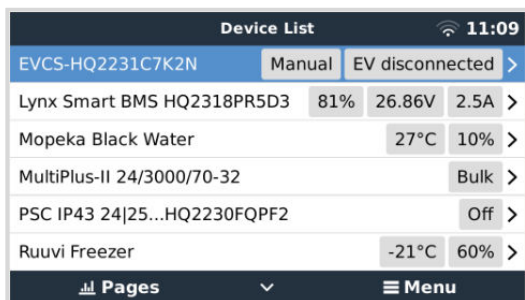 Device List 11:09
EVCS-HQ2231C7K2N Manual EV disconnected >
Lynx Smart BMS HQ2318PR5D3 81% 26.86V 2.5A >
Mopeka Black Water 27°C 10% >
MultiPlus-II 24/3000/70-32 Bulk >
PSC IP43 24|25...HQ2230FQPF2 Off >
Ruuvi Freezer -21°C 60% >
Pages Menu